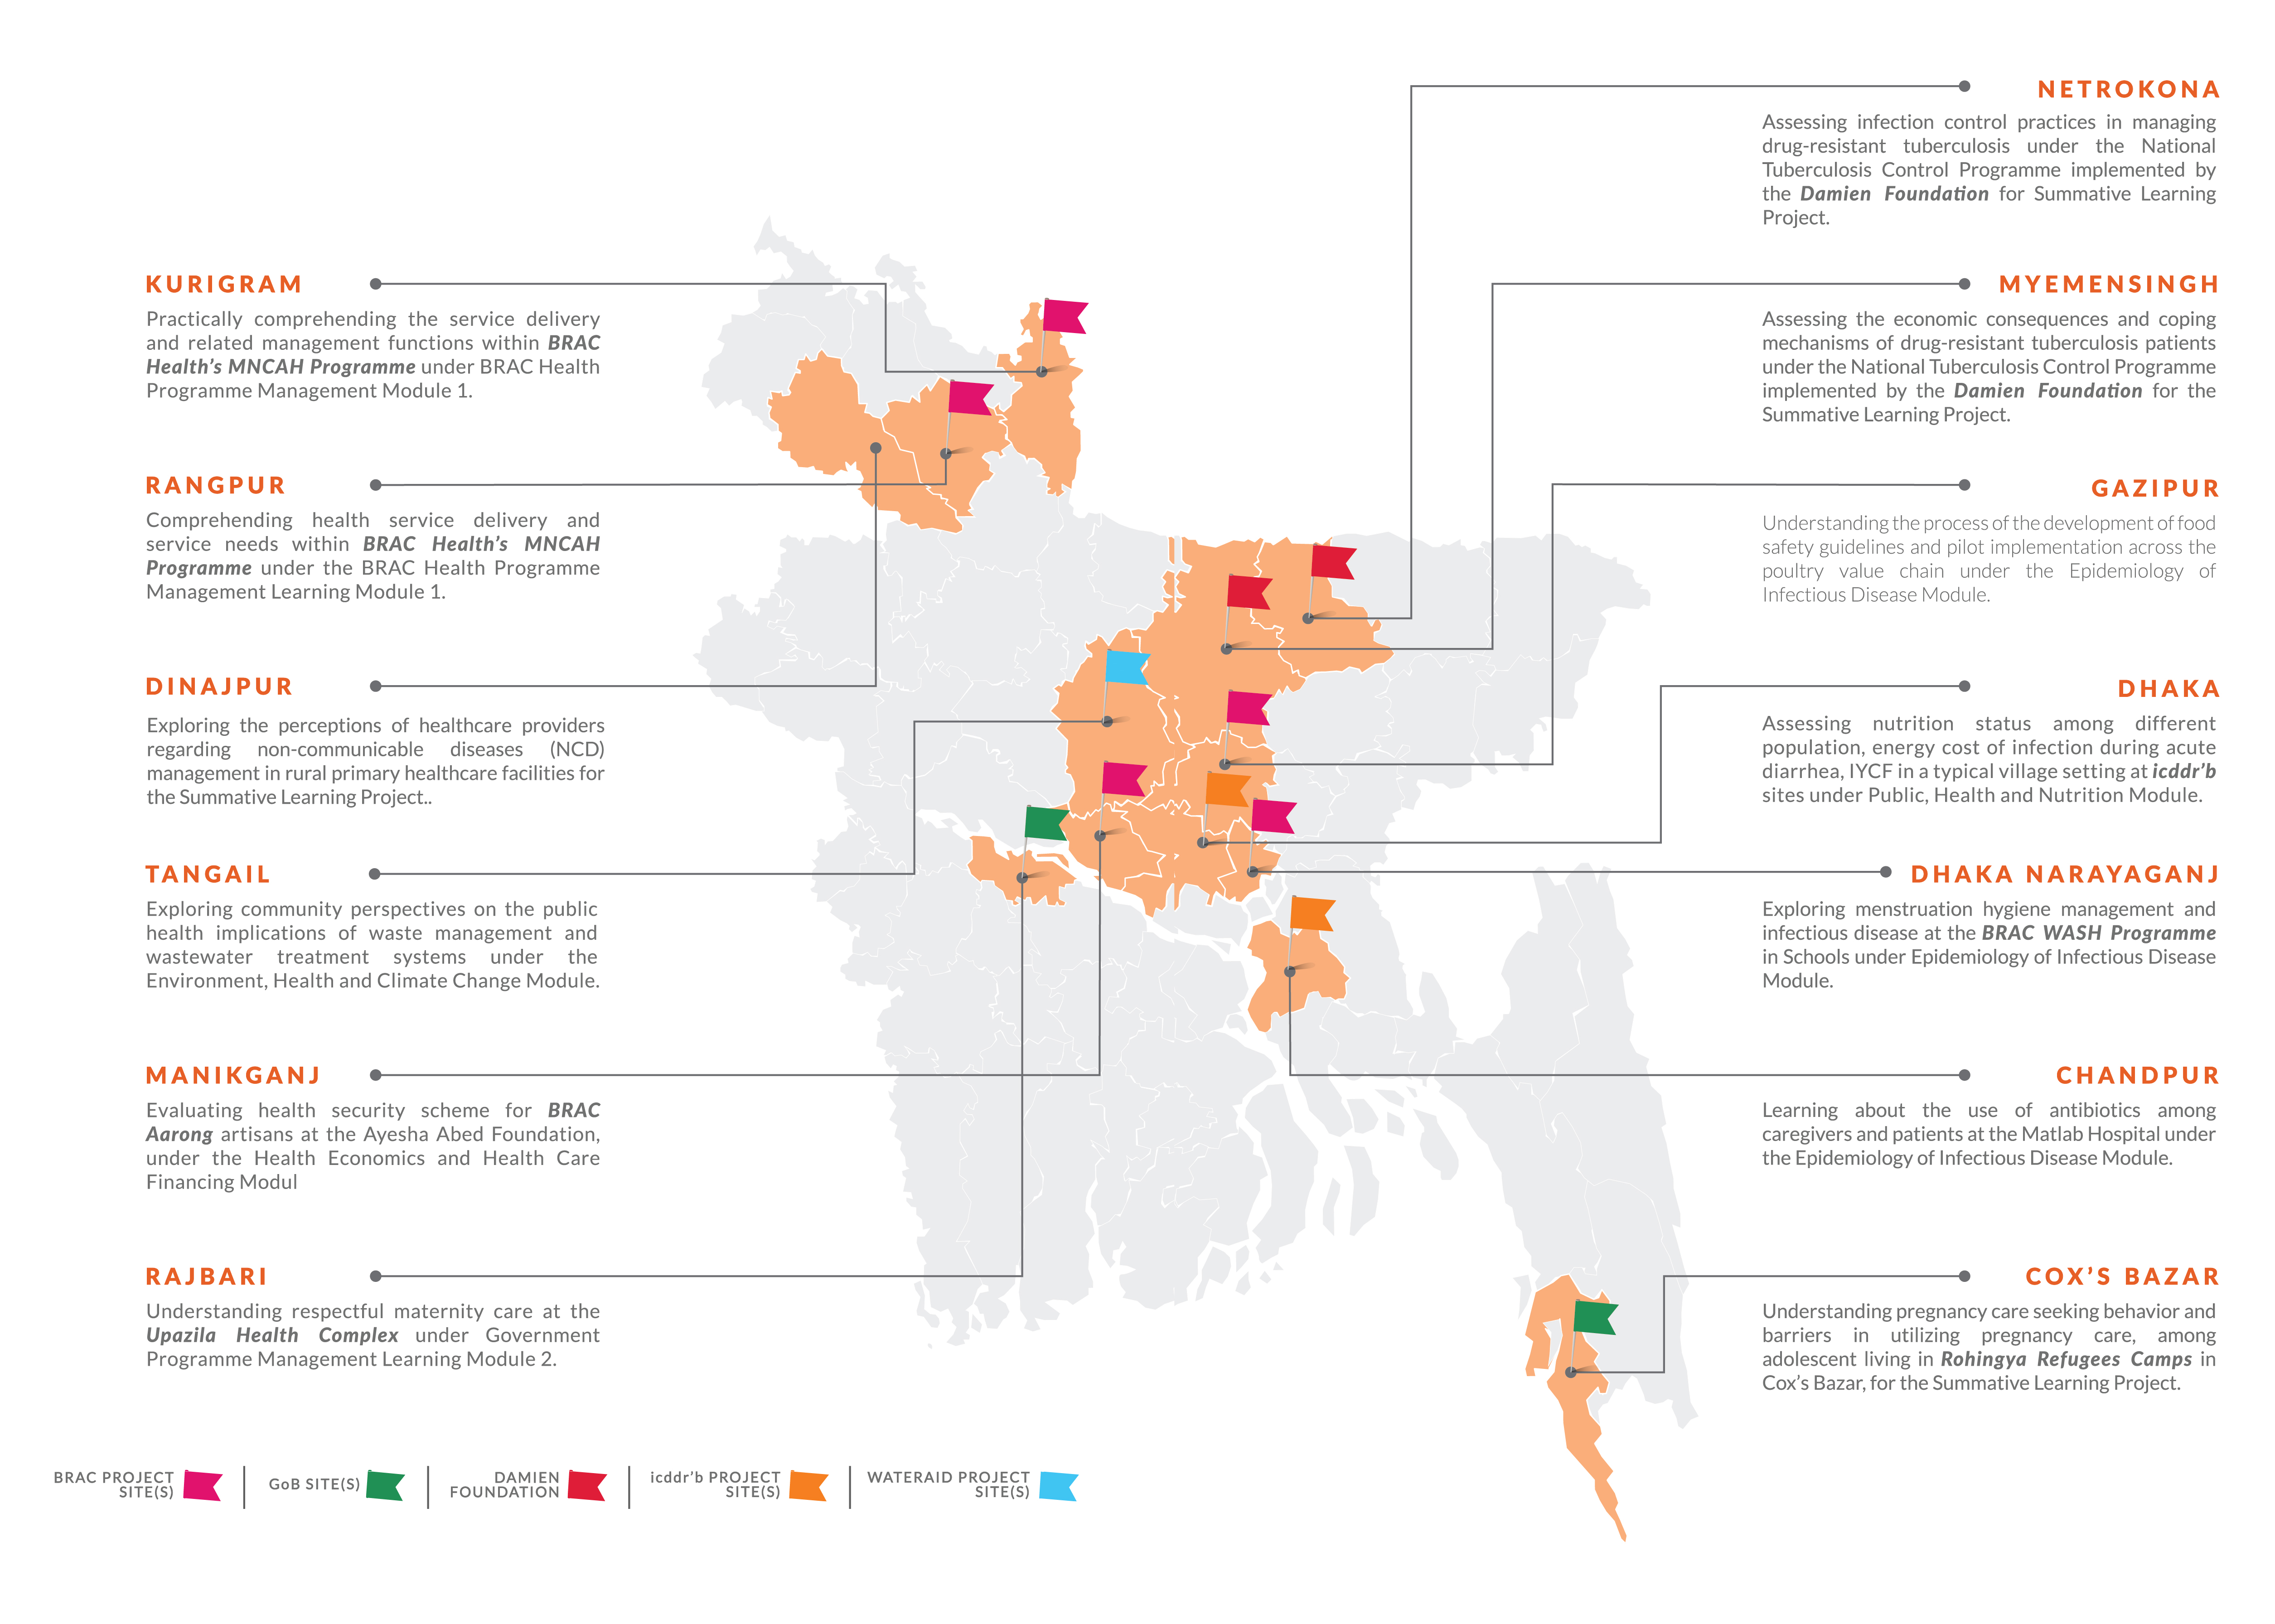 KURIGRAM
Practically comprehending the service delivery
and related management functions within BRAC
Health's MNCAH Programme under BRAC Health
Programme Management Module 1.
RANGPUR
Comprehending health service delivery and
service needs within BRAC Health's MNCAH
Programme under the BRAC Health Programme
Management Learning Module 1.
DINAJPUR
Exploring the perceptions of healthcare providers
regarding non-communicable diseases (NCD)
management in rural primary healthcare facilities for
the Summative Learning Project..
TANGAIL
Exploring community perspectives on the public
health implications of waste management and
wastewater treatment systems under the
Environment, Health and Climate Change Module.
MANIKGANJ
Evaluating health security scheme for BRAC
Aarong artisans at the Ayesha Abed Foundation,
under the Health Economics and Health Care
Financing Modul
RAJBARI
Understanding respectful maternity care at the
Upazila Health Complex under Government
Programme Management Learning Module 2.
NETROKONA
Assessing infection control practices in managing
drug-resistant tuberculosis under the National
Tuberculosis Control Programme implemented by
the Damien Foundation for Summative Learning
Project.
MYEMENSINGH
Assessing the economic consequences and coping
mechanisms of drug-resistant tuberculosis patients
under the National Tuberculosis Control Programme
implemented by the Damien Foundation for the
Summative Learning Project.
GAZIPUR
Understanding the process of the development of food
safety guidelines and pilot implementation across the
poultry value chain under the Epidemiology of
Infectious Disease Module.
DHAKA
Assessing nutrition status among different
population, energy cost of infection during acute
diarrhea, IYCF in a typical village setting at icddr'b
sites under Public, Health and Nutrition Module.
DHAKA NARAYAGANJ
Exploring menstruation hygiene management and
infectious disease at the BRAC WASH Programme
in Schools under Epidemiology of Infectious Disease
Module.
CHANDPUR
Learning about the use of antibiotics among
caregivers and patients at the Matlab Hospital under
the Epidemiology of Infectious Disease Module.
COX'S BAZAR
Understanding pregnancy care seeking behavior and
barriers in utilizing pregnancy care, among
adolescent living in Rohingya Refugees Camps in
Cox's Bazar, for the Summative Learning Project.
BRAC PROJECT
SITE(S)
GoB SITE(S)
DAMIEN
FOUNDATION
icddr'b PROJECT
SITE(S)
WATERAID PROJECT
SITE(S)